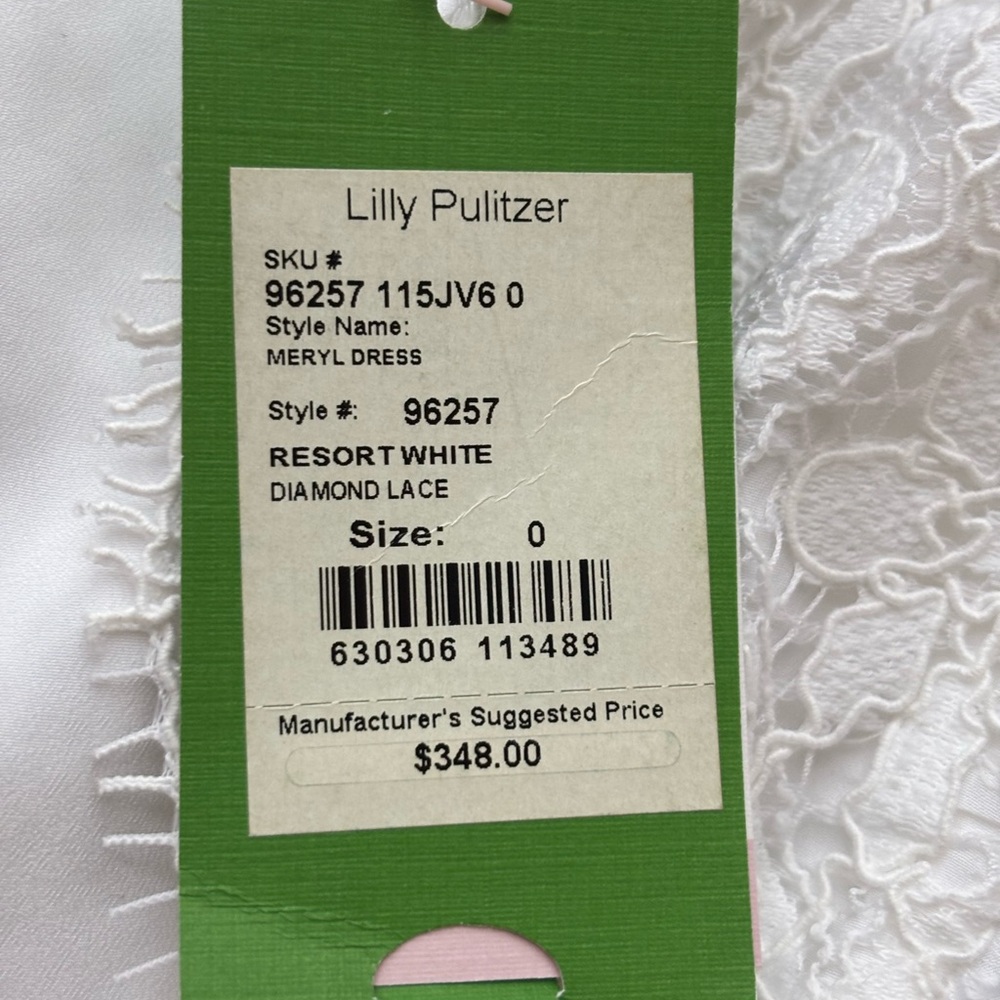 Lilly Pulitzer
SKU #
96257 115JV6 0
Style Name:
MERYL DRESS
Style #: 96257
RESORT WHITE
DIAMOND LACE
Size: 0
630306 113489
Manufacturer's Suggested Price
$348.00